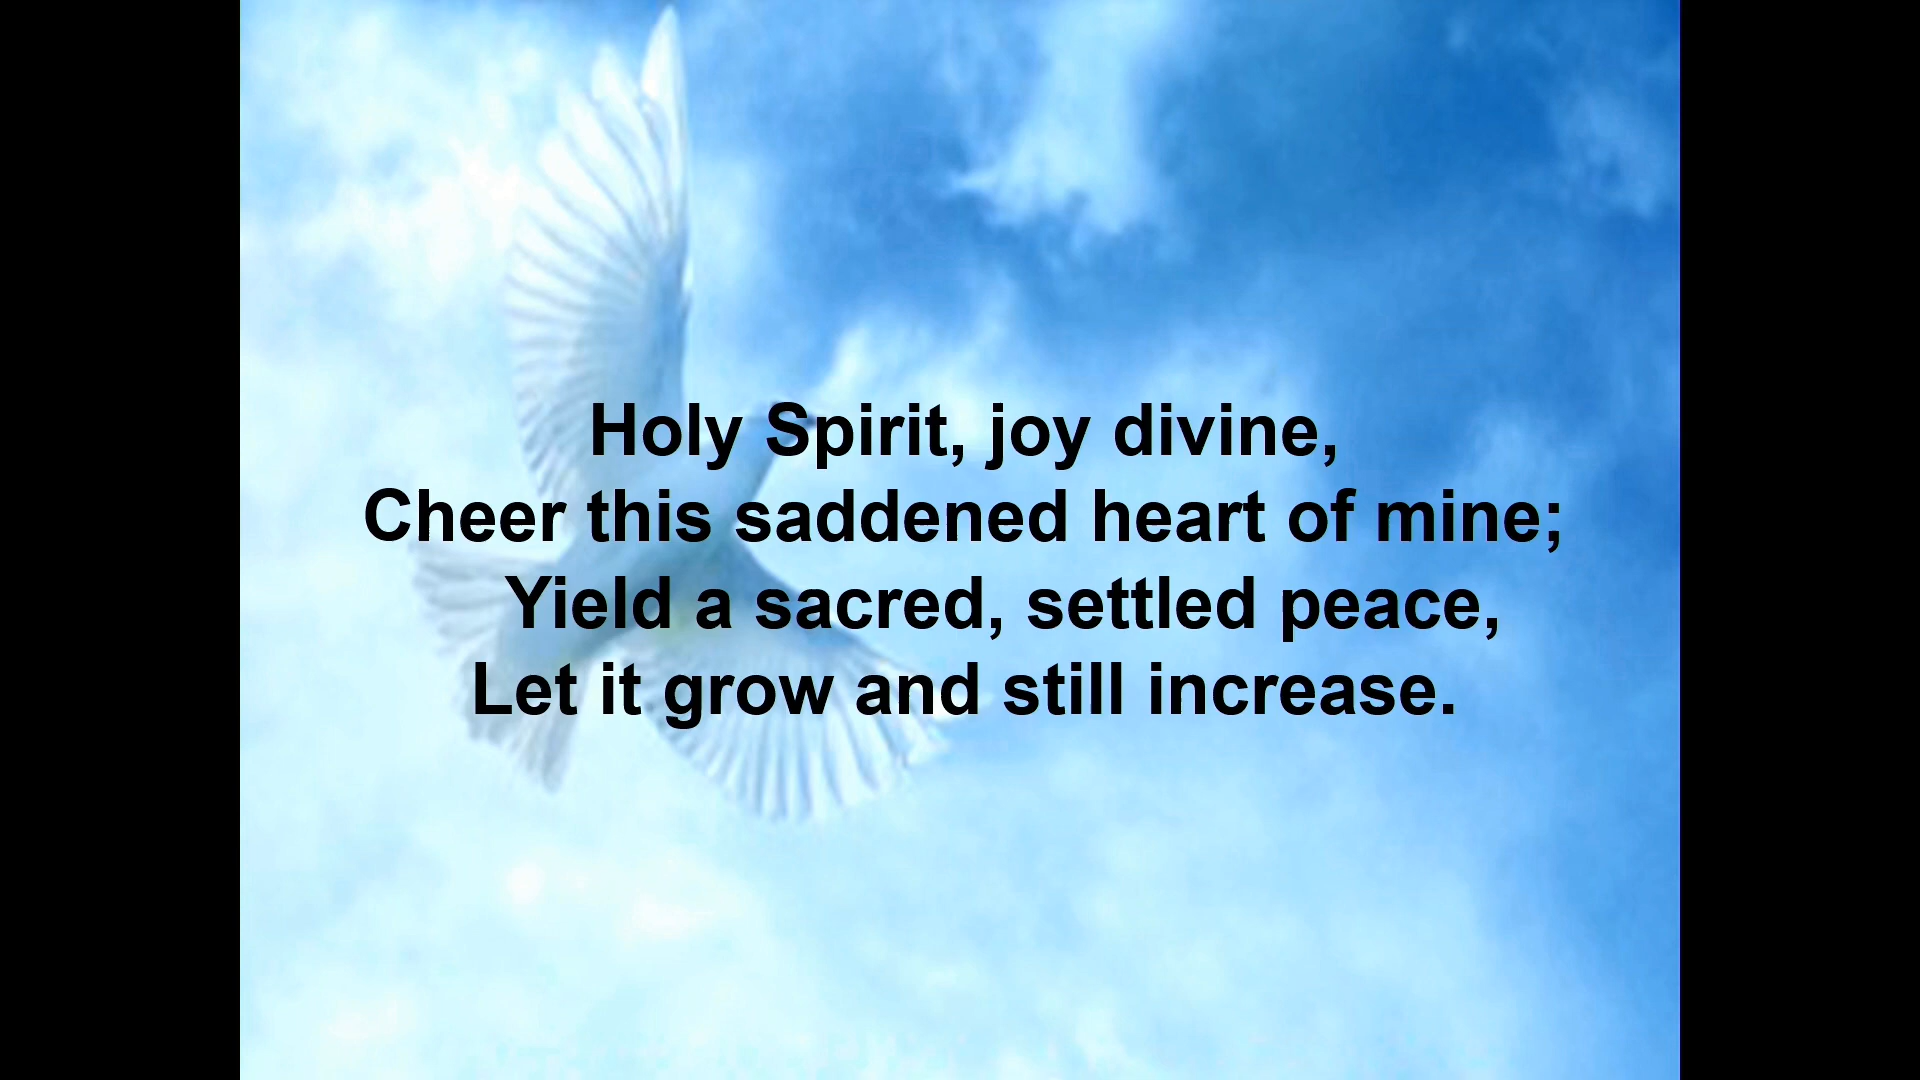 Holy Spirit, joy divine,
Cheer this saddened heart of mine;
Yield a sacred, settled peace,
Let it grow and still increase.